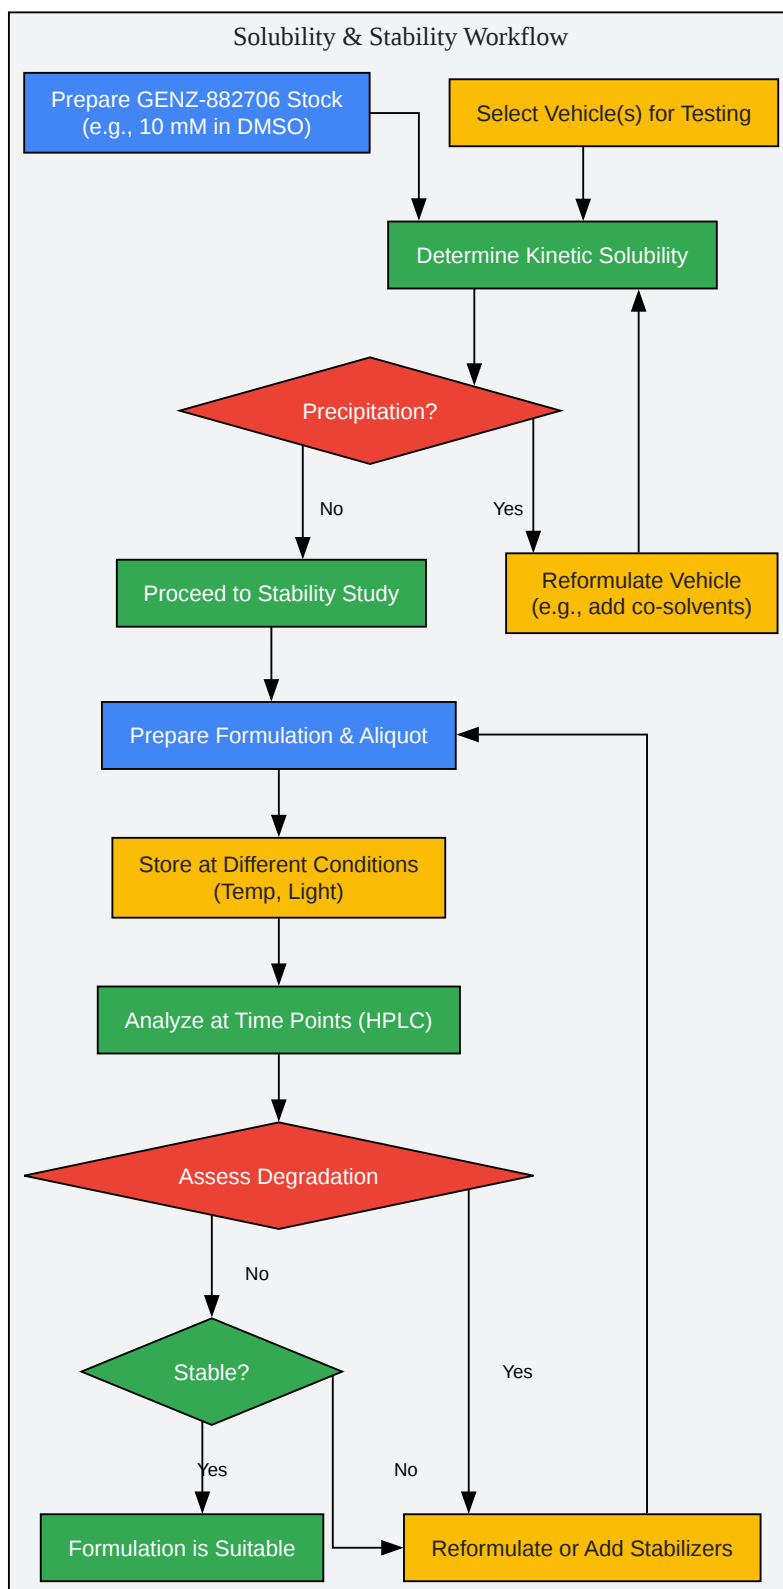 Solubility & Stability Workflow
Prepare GENZ-882706 Stock
(e.g., 10 mM in DMSO)
Select Vehicle(s) for Testing
Determine Kinetic Solubility
Precipitation?
No
Yes
Proceed to Stability Study
Reformulate Vehicle
(e.g., add co-solvents)
Prepare Formulation & Aliquot
Store at Different Conditions
(Temp, Light)
Analyze at Time Points (HPLC)
Assess Degradation
No
Stable?
Yes
Yes
No
Formulation is Suitable
Reformulate or Add Stabilizers